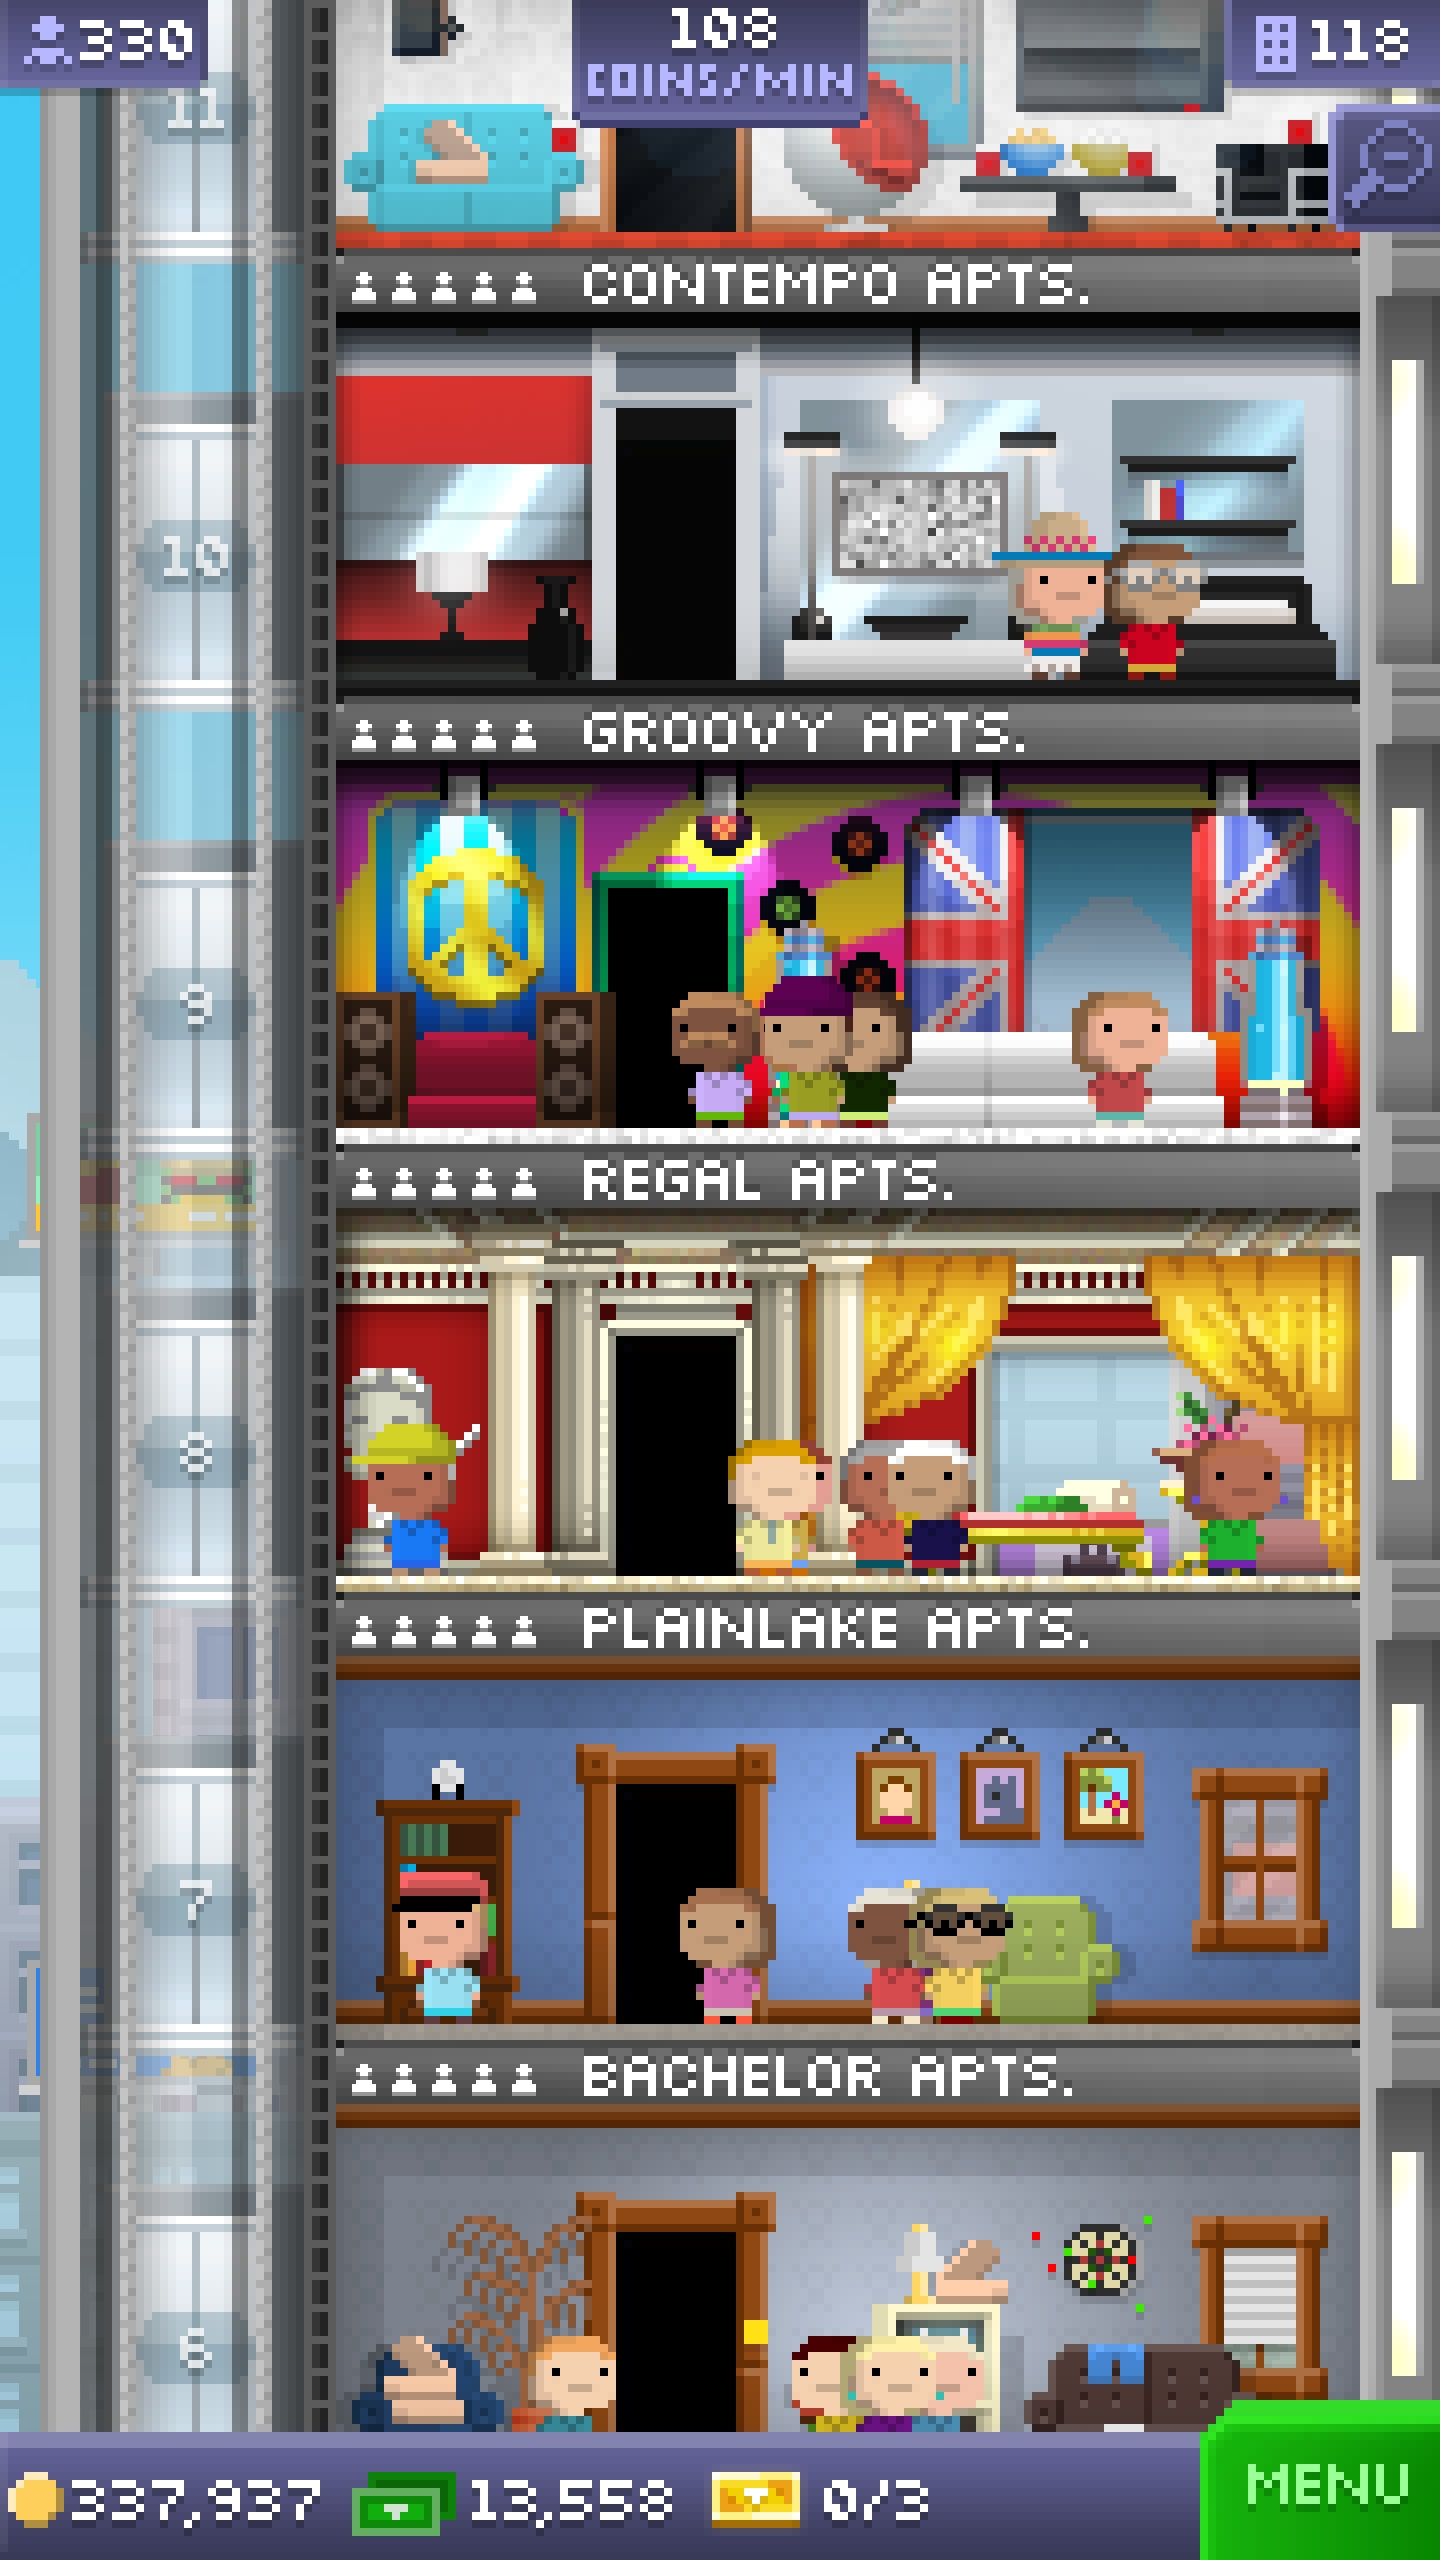 330
108
COINS/MIN
118
11
CONTEMPO APTS.
10
GROOVY APTS.
9
REGAL APTS.
8
PLAINLAKE APTS.
7
BACHELOR APTS.
6
337,937
13,558
0/3
MENU